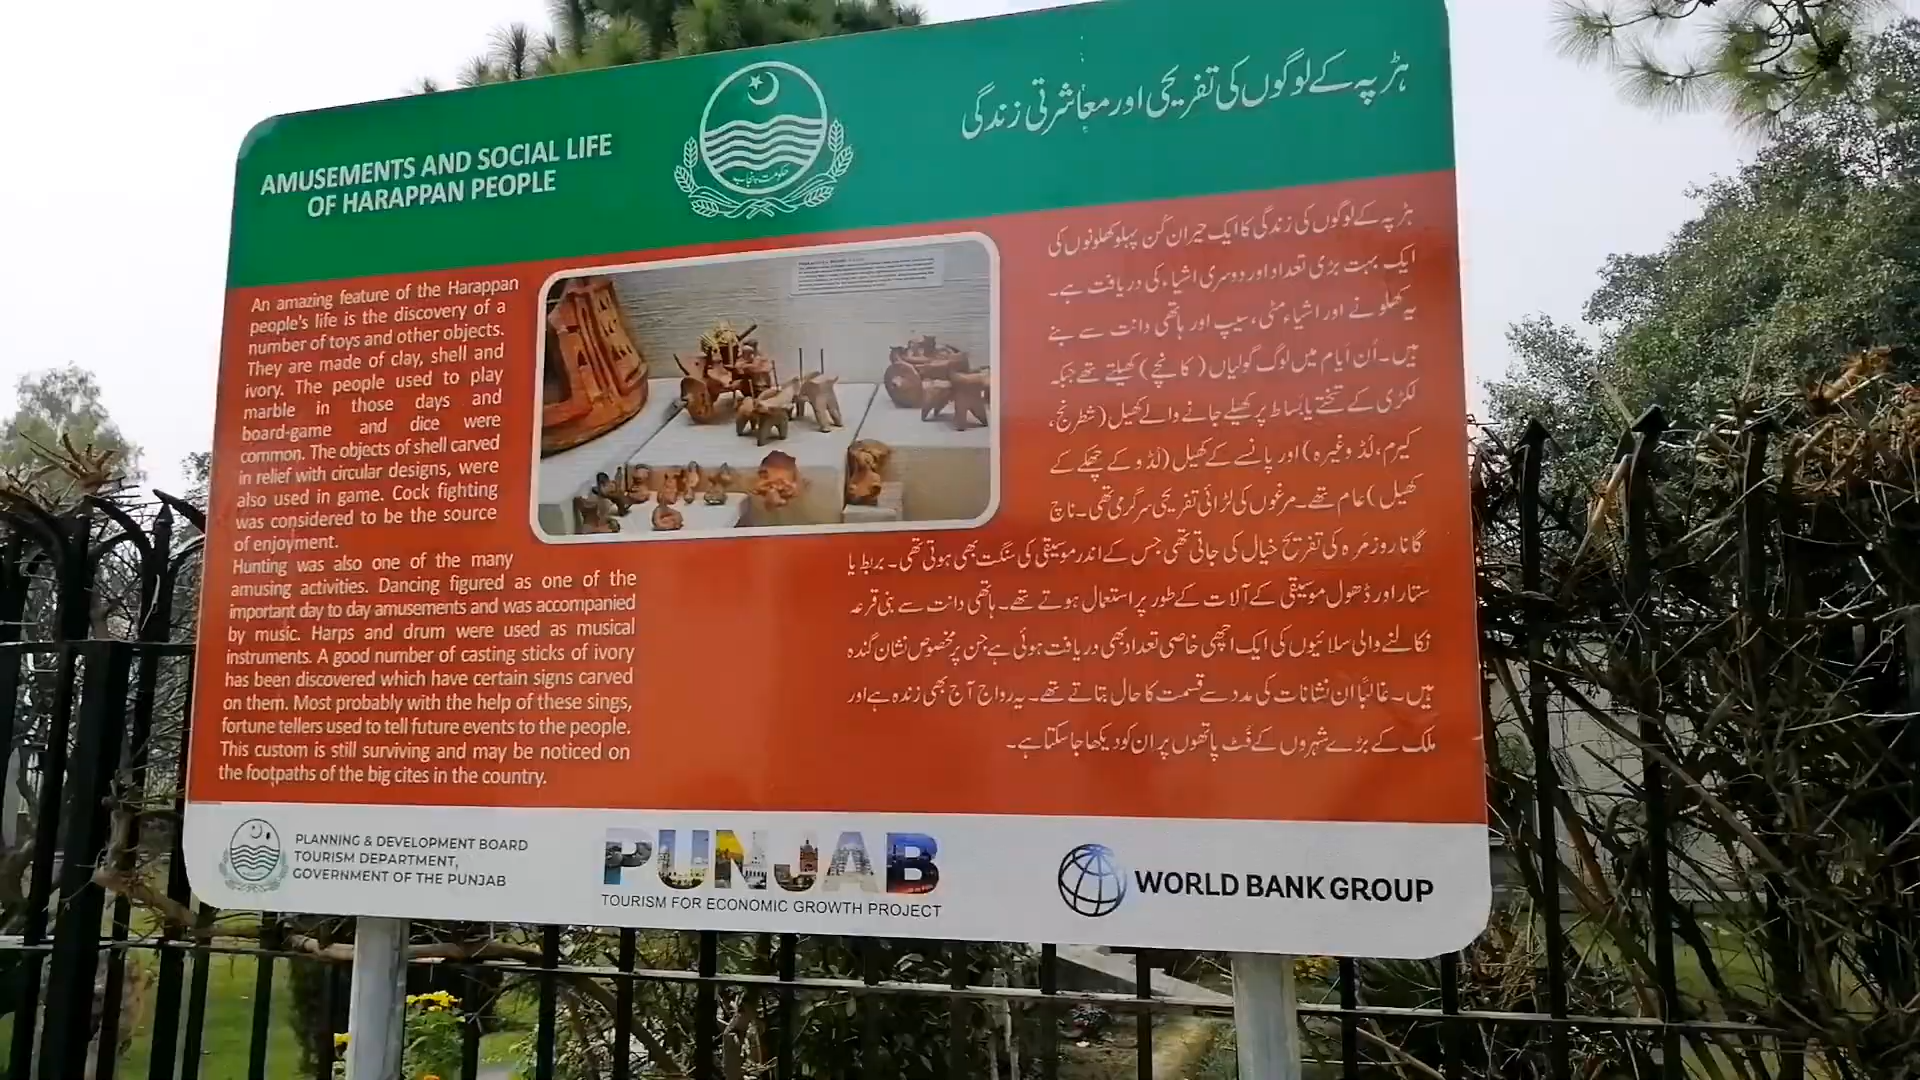 AMUSEMENTS AND SOCIAL LIFE
OF HARAPPAN PEOPLE
حکومت پنجاب
ہڑپہ کے لوگوں کی تفریحی اور معاشرتی زندگی
An amazing feature of the Harappan
people's life is the discovery of a
number of toys and other objects.
They are made of clay, shell and
ivory. The people used to play
marble in those days and
board-game and dice were
common. The objects of shell carved
in relief with circular designs, were
also used in game. Cock fighting
was considered to be the source
of enjoyment.
Hunting was also one of the many
amusing activities. Dancing figured as one of the
important day to day amusements and was accompanied
by music. Harps and drum were used as musical
instruments. A good number of casting sticks of ivory
has been discovered which have certain signs carved
on them. Most probably with the help of these sings,
fortune tellers used to tell future events to the people.
This custom is still surviving and may be noticed on
the footpaths of the big cites in the country.
ہڑپہ کے لوگوں کی زندگی کا ایک حیران کُن پہلو کھلونوں کی
ایک بہت بڑی تعداد اور دوسری اشیاء کی دریافت ہے۔
یہ کھلونے اور اشیاء مٹی، سیپ اور ہاتھی دانت سے بنے
ہیں۔ اُن ایام میں لوگ گولیاں (کانچے) کھیلتے تھے جبکہ
لکڑی کے تختے یا بساط پر کھیلے جانے والے کھیل (شطرنج،
کیرم، لُڈو وغیرہ) اور پانسے کے کھیل (لُڈو کے چھکے کے
کھیل) عام تھے۔ مرغوں کی لڑائی تفریحی سرگرمی تھی۔ ناچ
گانا روز مَرہ کی تفریح خیال کی جاتی تھی جس کے اندر موسیقی کی سنگت بھی ہوتی تھی۔ بربط یا
ستار اور ڈھول موسیقی کے آلات کے طور پر استعمال ہوتے تھے۔ ہاتھی دانت سے بنی قرعہ
نکالنے والی سلائیوں کی ایک اچھی خاصی تعداد بھی دریافت ہوئی ہے جن پر مخصوص نشان کندہ
ہیں۔ غالباً ان نشانات کی مدد سے قسمت کا حال بتاتے تھے۔ یہ رواج آج بھی زندہ ہے اور
ملک کے بڑے شہروں کے فٹ پاتھوں پر ان کو دیکھا جا سکتا ہے۔
PLANNING & DEVELOPMENT BOARD
TOURISM DEPARTMENT,
GOVERNMENT OF THE PUNJAB
PUNJAB
TOURISM FOR ECONOMIC GROWTH PROJECT
WORLD BANK GROUP